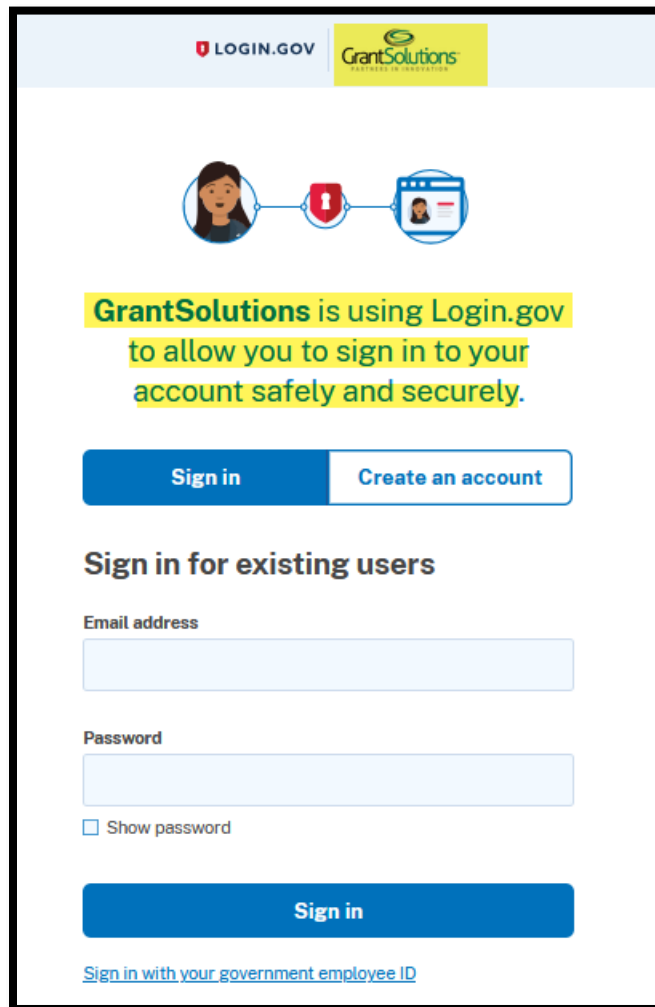 LOGIN.GOV GrantSolutions
PARTNERS IN INNOVATION
GrantSolutions is using Login.gov
to allow you to sign in to your
account safely and securely.
Sign in Create an account
Sign in for existing users
Email address
Password
Show password
Sign in
Sign in with your government employee ID